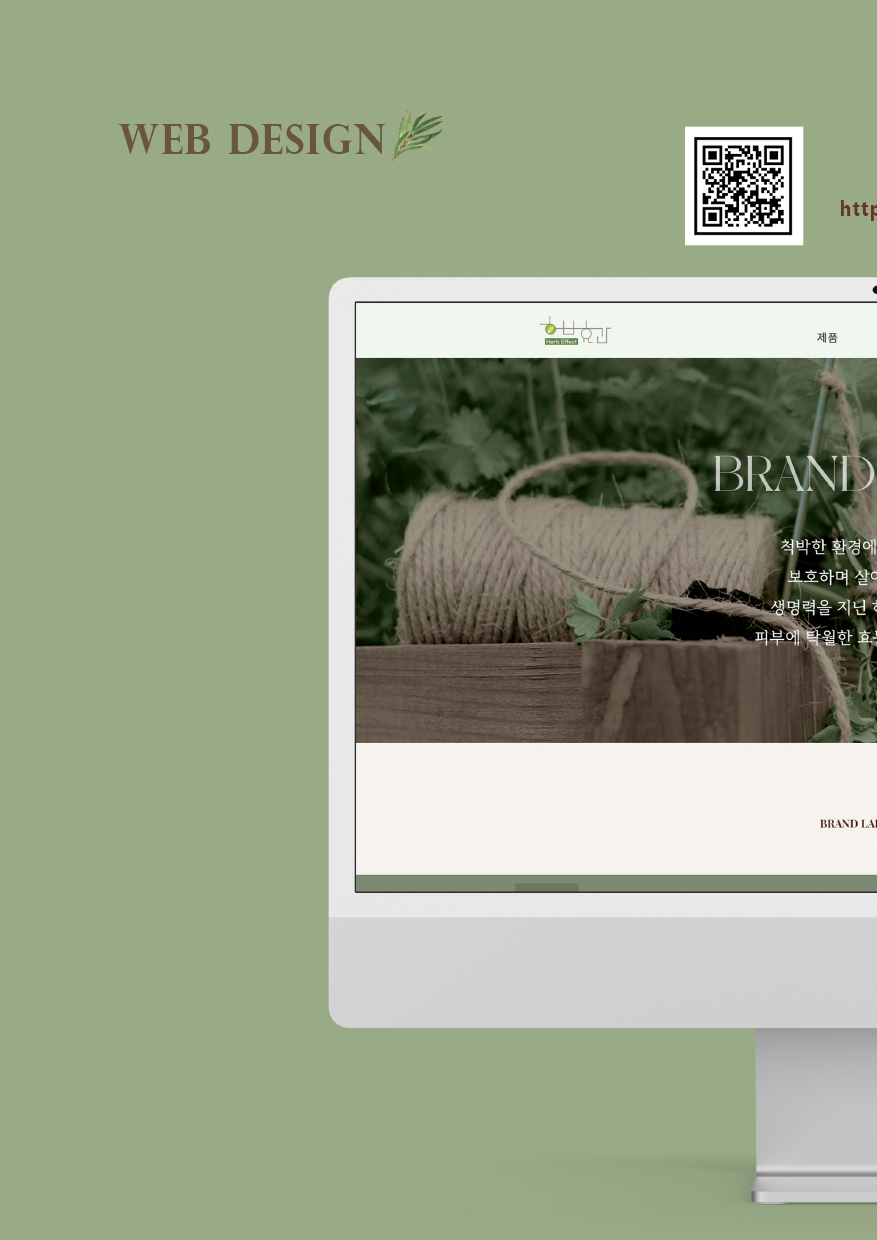 WEB DESIGN
http
허브효과
Herb Effect
제품
BRAND
척박한 환경에
보호하며 살아
생명력을 지닌
피부에 탁월한
BRAND LA